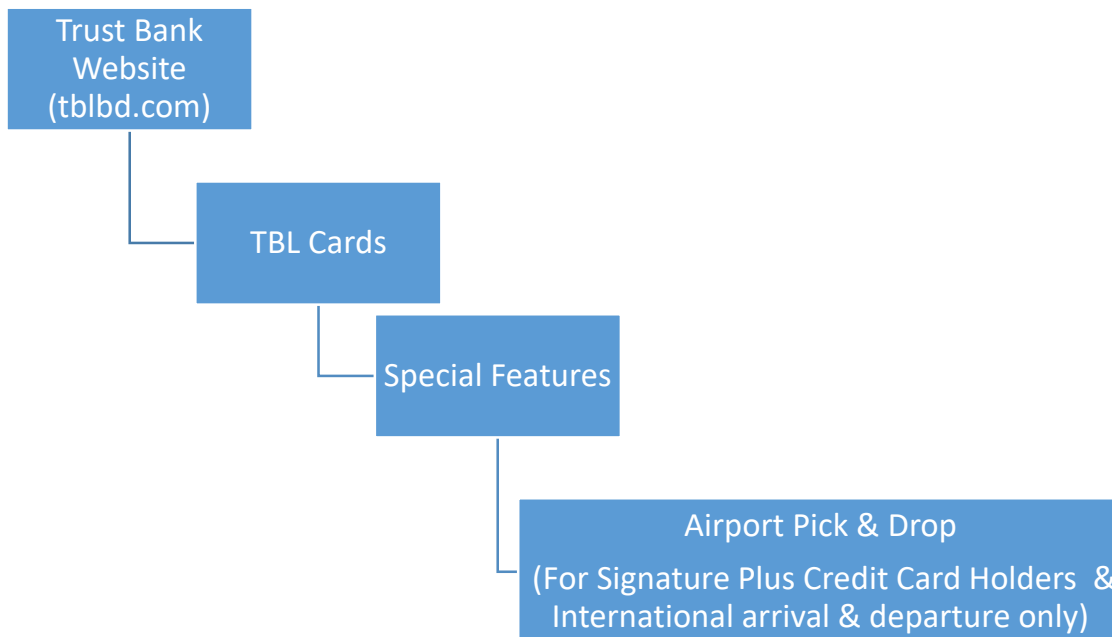 Trust Bank
Website
(tblbd.com)
TBL Cards
Special Features
Airport Pick & Drop
(For Signature Plus Credit Card Holders &
International arrival & departure only)